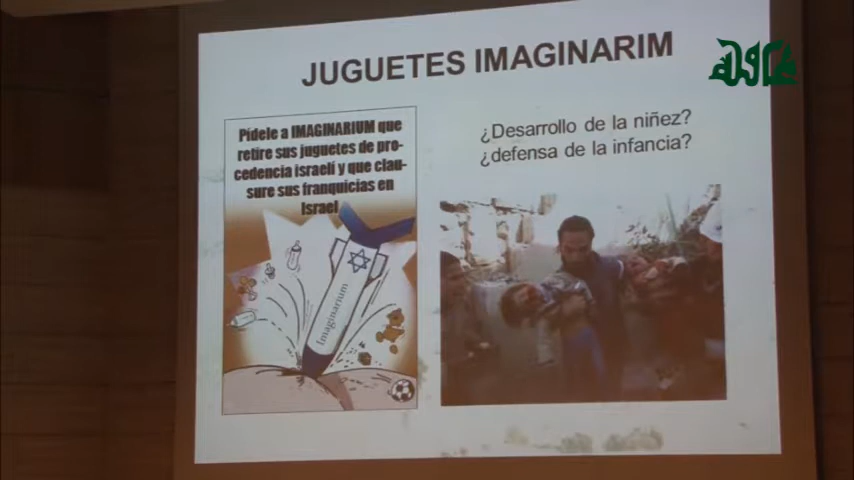 JUGUETES IMAGINARIM
Pídele a IMAGINARIUM que
retire sus juguetes de pro-
cedencia israelí y que clau-
sure sus franquicias en
Israel
Imaginarium
¿Desarrollo de la niñez?
¿defensa de la infancia?